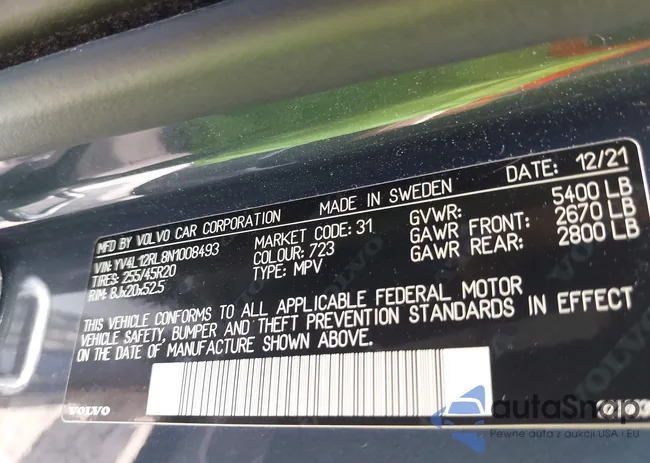 MFD BY VOLVO CAR CORPORATION MADE IN SWEDEN DATE: 12/21
VIN: YV4L12RL8N1008493 MARKET CODE: 31 GVWR: 5400 LB
TIRES: 255/45R20 COLOUR: 723 GAWR FRONT: 2670 LB
RIM: 8Jx20x52.5 TYPE: MPV GAWR REAR: 2800 LB
THIS VEHICLE CONFORMS TO ALL APPLICABLE FEDERAL MOTOR
VEHICLE SAFETY, BUMPER AND THEFT PREVENTION STANDARDS IN EFFECT
ON THE DATE OF MANUFACTURE SHOWN ABOVE.
VOLVO
autaSnap
Pewne auta z aukcji USA i EU